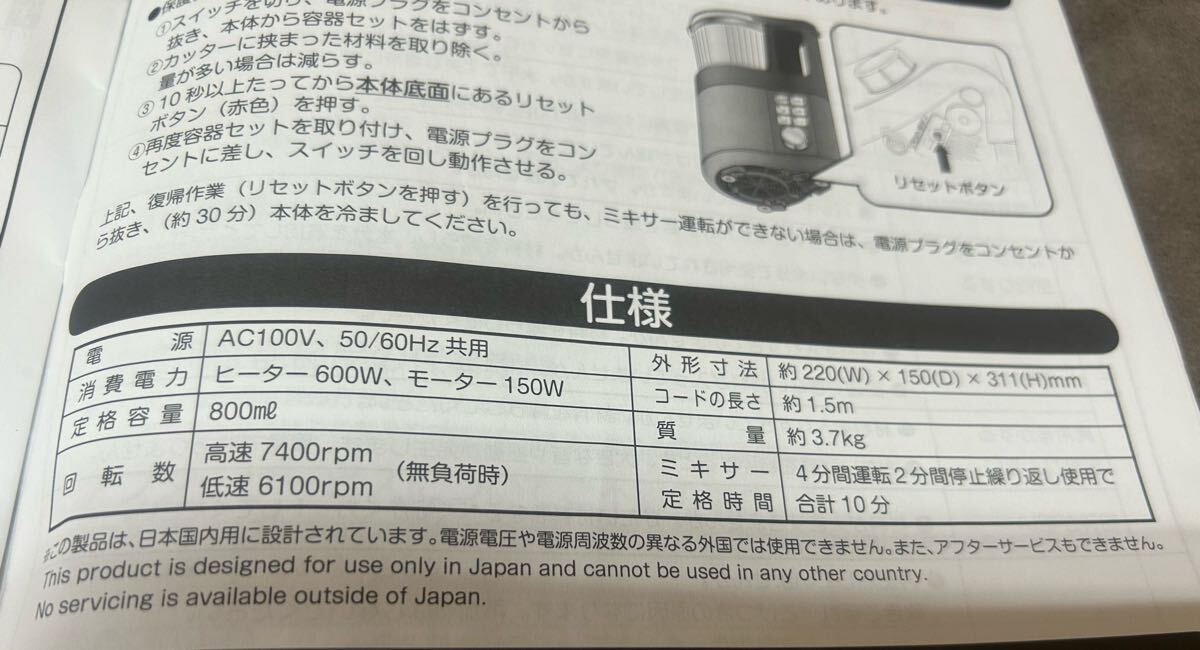 ①スイッチを切り、電源プラグをコンセントから
抜き、本体から容器セットをはずす。
②カッターに挟まった材料を取り除く。
量が多い場合は減らす。
③10秒以上たってから本体底面にあるリセット
ボタン(赤色)を押す。
④再度容器セットを取り付け、電源プラグをコン
セントに差し、スイッチを回し動作させる。
リセットボタン
上記、復帰作業(リセットボタンを押す)を行っても、ミキサー運転ができない場合は、電源プラグをコンセントか
ら抜き、(約30分)本体を冷ましてください。
仕様
電源 AC100V、50/60Hz共用
消費電力 ヒーター600W、モーター150W
定格容量 800mℓ
回転数 高速7400rpm
低速6100rpm (無負荷時)
外形寸法 約220(W)×150(D)×311(H)mm
コードの長さ 約1.5m
質量 約3.7kg
ミキサー 4分間運転2分間停止繰り返し使用で
定格時間 合計10分
※この製品は、日本国内用に設計されています。電源電圧や電源周波数の異なる外国では使用できません。また、アフターサービスもできません。
This product is designed for use only in Japan and cannot be used in any other country.
No servicing is available outside of Japan.